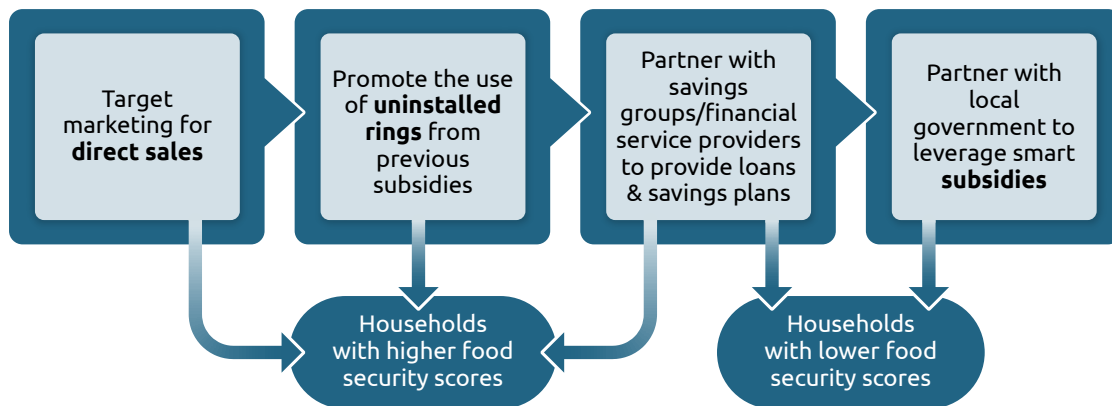 Target
marketing for
direct sales
Promote the use
of uninstalled
rings from
previous
subsidies
Partner with
savings
groups/financial
service providers
to provide loans
& savings plans
Partner with
local
government to
leverage smart
subsidies
Households
with higher food
security scores
Households
with lower food
security scores